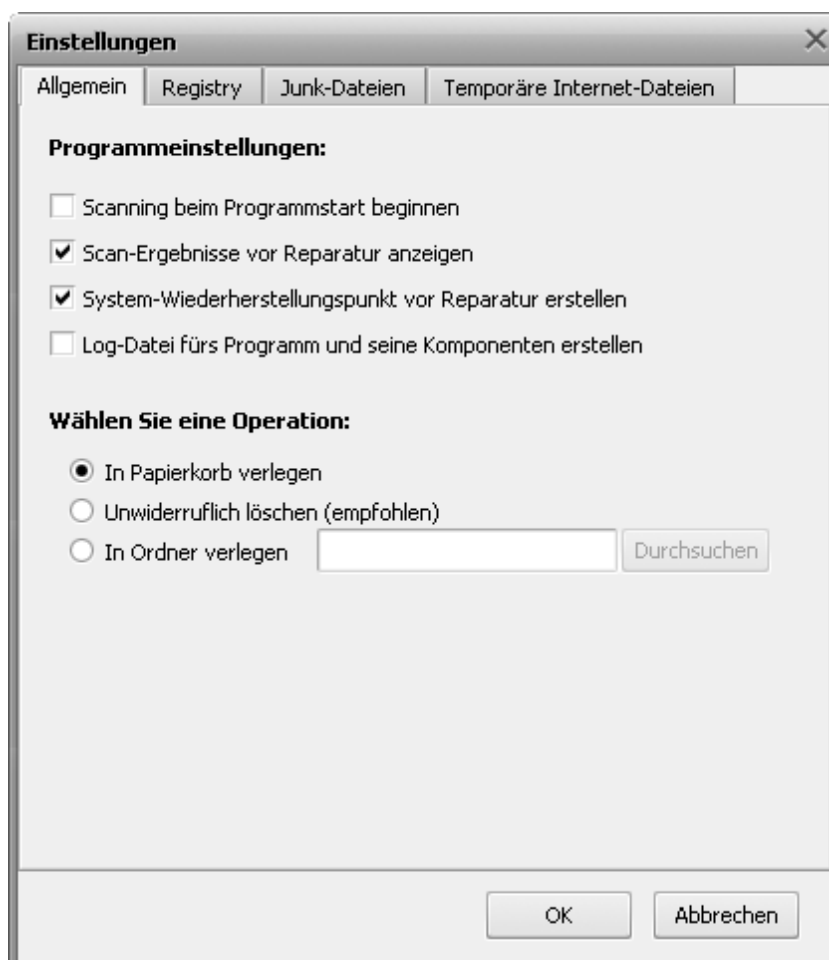 Einstellungen
Allgemein Registry Junk-Dateien Temporäre Internet-Dateien
Programmeinstellungen:
Scanning beim Programmstart beginnen
Scan-Ergebnisse vor Reparatur anzeigen
System-Wiederherstellungspunkt vor Reparatur erstellen
Log-Datei fürs Programm und seine Komponenten erstellen
Wählen Sie eine Operation:
In Papierkorb verlegen
Unwiderruflich löschen (empfohlen)
In Ordner verlegen Durchsuchen
OK Abbrechen